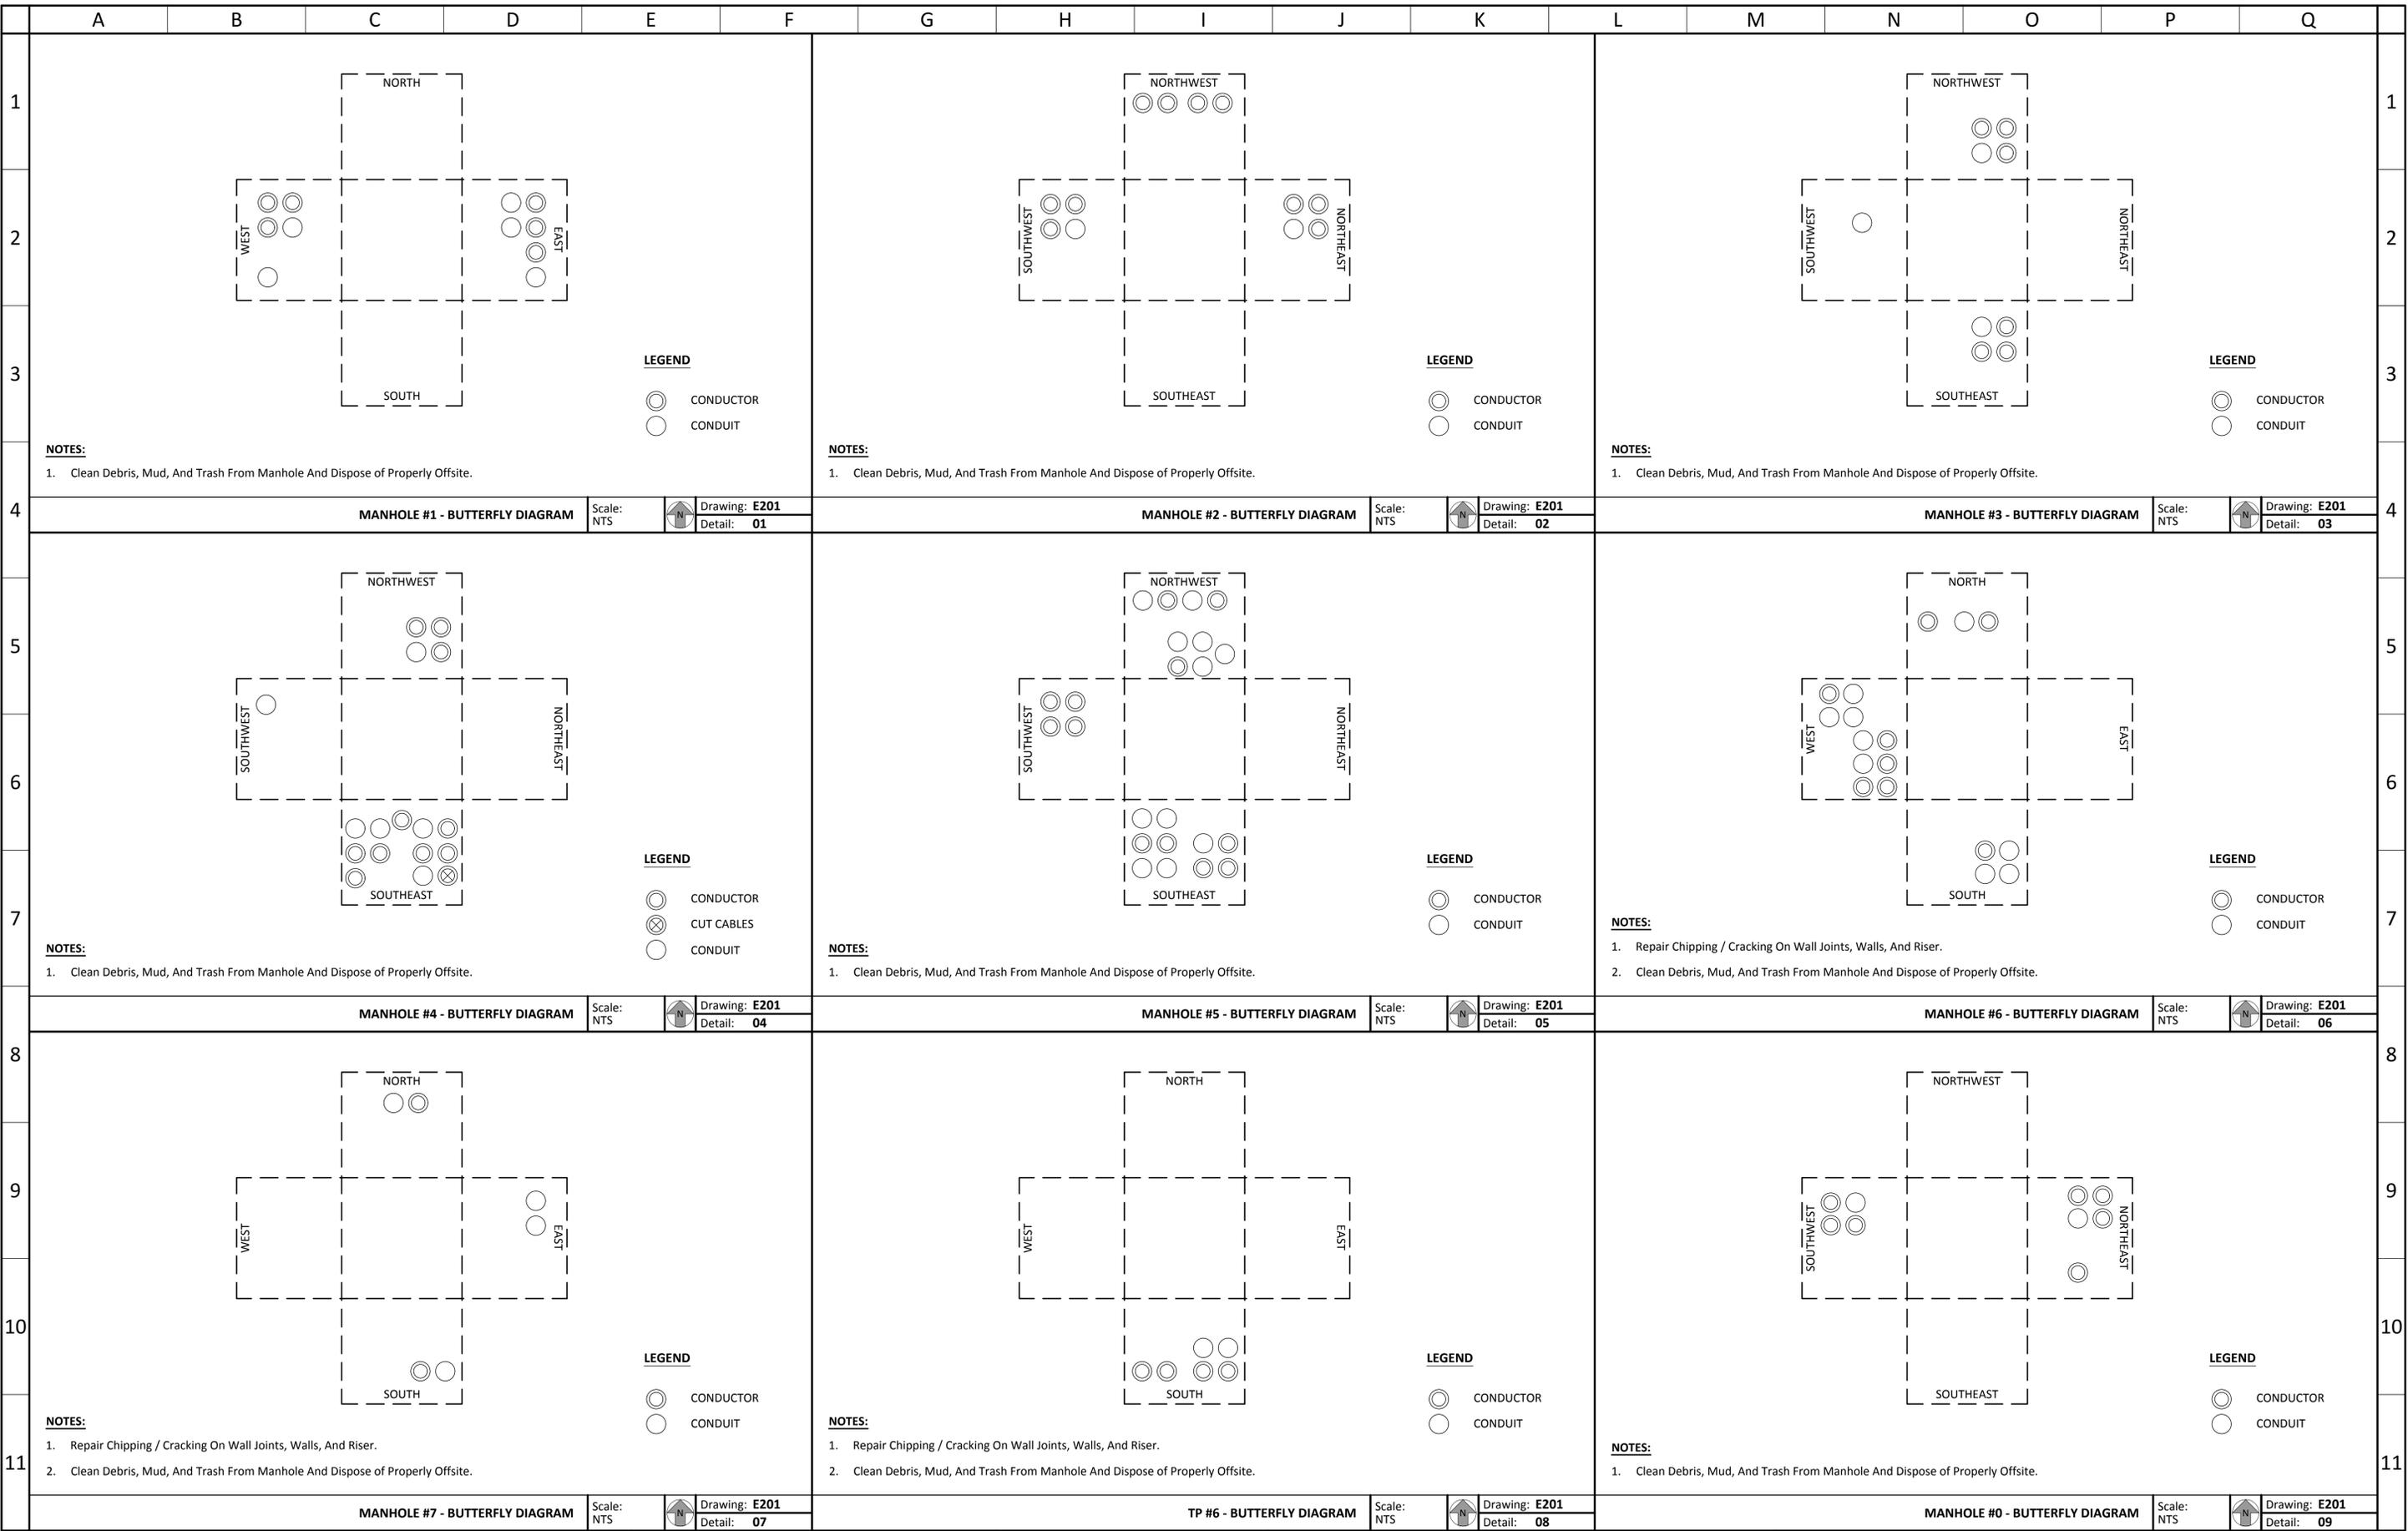 A B C D E F G H I J K L M N O P Q
1 1
2 2
3 3
4 4
5 5
6 6
7 7
8 8
9 9
10 10
11 11
NORTH
WEST
EAST
SOUTH
LEGEND
CONDUCTOR
CONDUIT
NOTES:
1. Clean Debris, Mud, And Trash From Manhole And Dispose of Properly Offsite.
MANHOLE #1 - BUTTERFLY DIAGRAM
Scale:
NTS
N
Drawing: E201
Detail: 01
NORTHWEST
SOUTHWEST
NORTHEAST
SOUTHEAST
LEGEND
CONDUCTOR
CONDUIT
NOTES:
1. Clean Debris, Mud, And Trash From Manhole And Dispose of Properly Offsite.
MANHOLE #2 - BUTTERFLY DIAGRAM
Scale:
NTS
N
Drawing: E201
Detail: 02
NORTHWEST
SOUTHWEST
NORTHEAST
SOUTHEAST
LEGEND
CONDUCTOR
CONDUIT
NOTES:
1. Clean Debris, Mud, And Trash From Manhole And Dispose of Properly Offsite.
MANHOLE #3 - BUTTERFLY DIAGRAM
Scale:
NTS
N
Drawing: E201
Detail: 03
NORTHWEST
SOUTHWEST
NORTHEAST
SOUTHEAST
LEGEND
CONDUCTOR
CUT CABLES
CONDUIT
NOTES:
1. Clean Debris, Mud, And Trash From Manhole And Dispose of Properly Offsite.
MANHOLE #4 - BUTTERFLY DIAGRAM
Scale:
NTS
N
Drawing: E201
Detail: 04
NORTHWEST
SOUTHWEST
NORTHEAST
SOUTHEAST
LEGEND
CONDUCTOR
CONDUIT
NOTES:
1. Clean Debris, Mud, And Trash From Manhole And Dispose of Properly Offsite.
MANHOLE #5 - BUTTERFLY DIAGRAM
Scale:
NTS
N
Drawing: E201
Detail: 05
NORTH
WEST
EAST
SOUTH
LEGEND
CONDUCTOR
CONDUIT
NOTES:
1. Repair Chipping / Cracking On Wall Joints, Walls, And Riser.
2. Clean Debris, Mud, And Trash From Manhole And Dispose of Properly Offsite.
MANHOLE #6 - BUTTERFLY DIAGRAM
Scale:
NTS
N
Drawing: E201
Detail: 06
NORTH
WEST
EAST
SOUTH
LEGEND
CONDUCTOR
CONDUIT
NOTES:
1. Repair Chipping / Cracking On Wall Joints, Walls, And Riser.
2. Clean Debris, Mud, And Trash From Manhole And Dispose of Properly Offsite.
MANHOLE #7 - BUTTERFLY DIAGRAM
Scale:
NTS
N
Drawing: E201
Detail: 07
NORTH
WEST
EAST
SOUTH
LEGEND
CONDUCTOR
CONDUIT
NOTES:
1. Repair Chipping / Cracking On Wall Joints, Walls, And Riser.
2. Clean Debris, Mud, And Trash From Manhole And Dispose of Properly Offsite.
TP #6 - BUTTERFLY DIAGRAM
Scale:
NTS
N
Drawing: E201
Detail: 08
NORTHWEST
SOUTHWEST
NORTHEAST
SOUTHEAST
LEGEND
CONDUCTOR
CONDUIT
NOTES:
1. Clean Debris, Mud, And Trash From Manhole And Dispose of Properly Offsite.
MANHOLE #0 - BUTTERFLY DIAGRAM
Scale:
NTS
N
Drawing: E201
Detail: 09